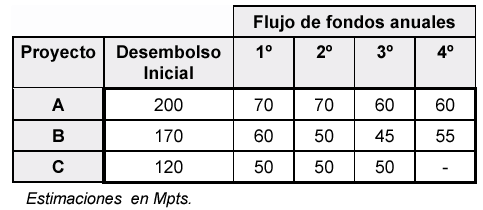 Flujo de fondos anuales
Proyecto Desembolso Inicial 1º 2º 3º 4º
A 200 70 70 60 60
B 170 60 50 45 55
C 120 50 50 50 -
Estimaciones en Mpts.